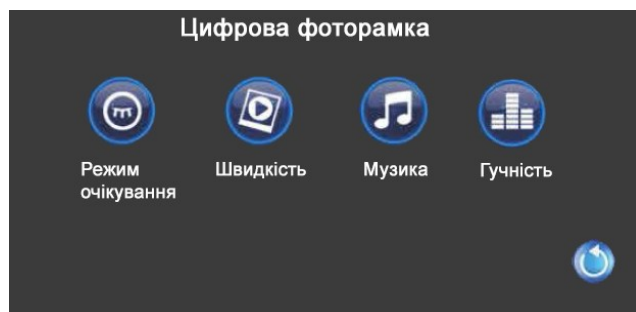 Цифрова фоторамка
Режим
очікування
Швидкість
Музика
Гучність